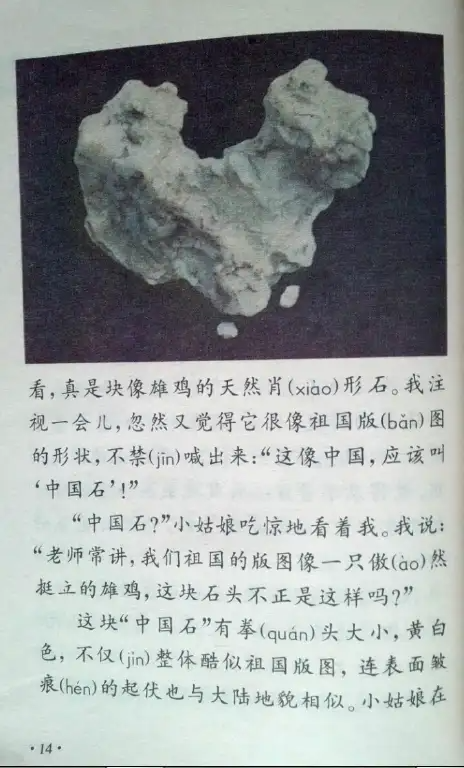 看,真是块像雄鸡的天然肖(xiào)形石。我注
视一会儿,忽然又觉得它很像祖国版(bǎn)图
的形状,不禁(jīn)喊出来:“这像中国,应该叫
‘中国石’!”
“中国石?”小姑娘吃惊地看着我。我说:
“老师常讲,我们祖国的版图像一只傲(ào)然
挺立的雄鸡,这块石头不正是这样吗?”
这块“中国石”有拳(quán)头大小,黄白
色,不仅(jǐn)整体酷似祖国版图,连表面皱
痕(hén)的起伏也与大陆地貌相似。小姑娘在
·14·